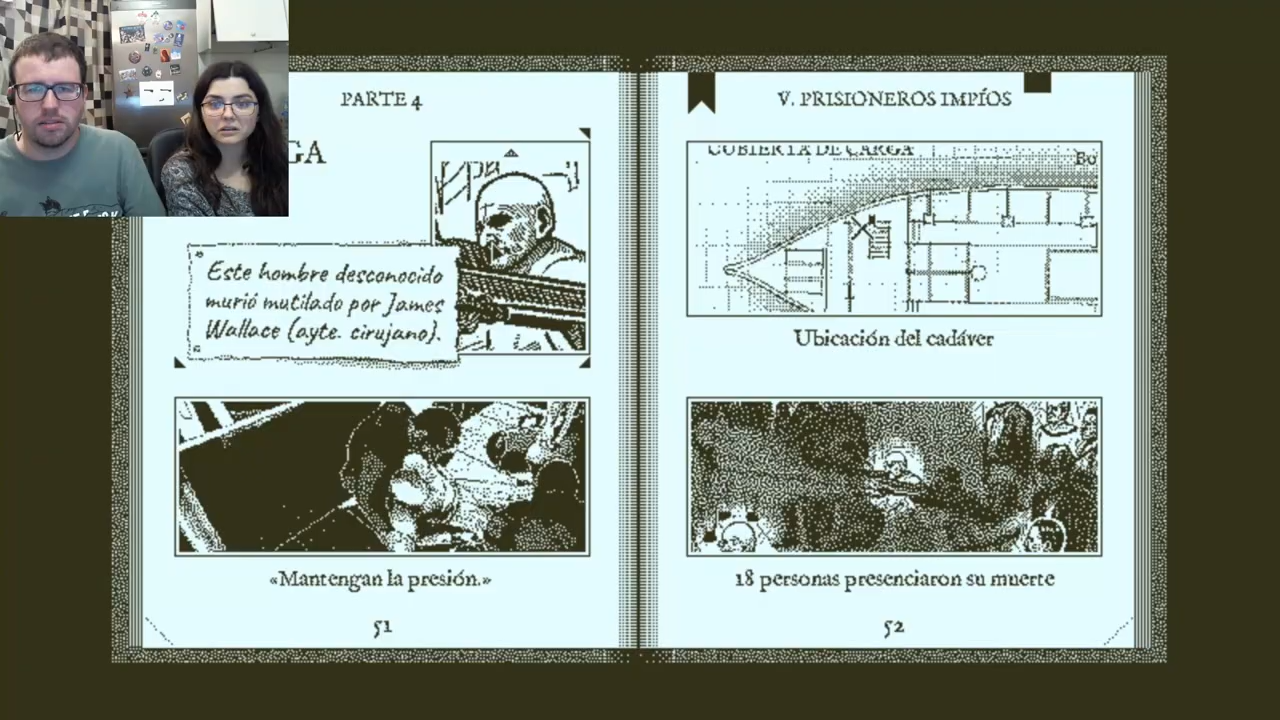 PARTE 4
GA
Este hombre desconocido
murió mutilado por James
Wallace (ayte. cirujano).
«Mantengan la presión.»
51
V. PRISIONEROS IMPÍOS
CUBIERTA DE CARGA
Bo
Ubicación del cadáver
18 personas presenciaron su muerte
52